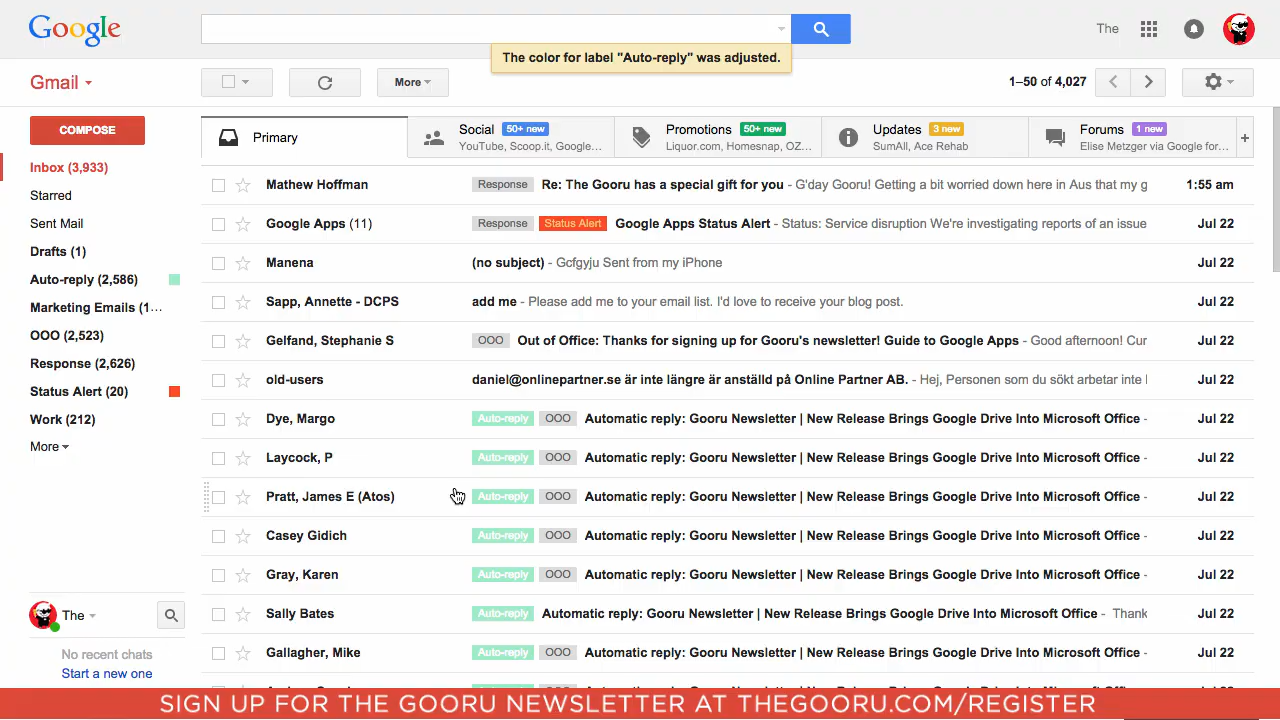 Google
The
The color for label "Auto-reply" was adjusted.
Gmail
More
1–50 of 4,027
COMPOSE
Primary
Social 50+ new
YouTube, Scoop.it, Google...
Promotions 50+ new
Liquor.com, Homesnap, OZ...
Updates 3 new
SumAll, Ace Rehab
Forums 1 new
Elise Metzger via Google for...
+
Inbox (3,933)
Starred
Sent Mail
Drafts (1)
Auto-reply (2,586)
Marketing Emails (1...
OOO (2,523)
Response (2,626)
Status Alert (20)
Work (212)
More
Mathew Hoffman Response Re: The Gooru has a special gift for you - G'day Gooru! Getting a bit worried down here in Aus that my g 1:55 am
Google Apps (11) Response Status Alert Google Apps Status Alert - Status: Service disruption We're investigating reports of an issue Jul 22
Manena (no subject) - Gcfgyju Sent from my iPhone Jul 22
Sapp, Annette - DCPS add me - Please add me to your email list. I'd love to receive your blog post. Jul 22
Gelfand, Stephanie S OOO Out of Office: Thanks for signing up for Gooru's newsletter! Guide to Google Apps - Good afternoon! Cur Jul 22
old-users daniel@onlinepartner.se är inte längre är anställd på Online Partner AB. - Hej, Personen som du sökt arbetar inte l Jul 22
Dye, Margo Auto-reply OOO Automatic reply: Gooru Newsletter | New Release Brings Google Drive Into Microsoft Office - Jul 22
Laycock, P Auto-reply OOO Automatic reply: Gooru Newsletter | New Release Brings Google Drive Into Microsoft Office - Jul 22
Pratt, James E (Atos) Auto-reply OOO Automatic reply: Gooru Newsletter | New Release Brings Google Drive Into Microsoft Office - Jul 22
Casey Gidich Auto-reply OOO Automatic reply: Gooru Newsletter | New Release Brings Google Drive Into Microsoft Office - Jul 22
Gray, Karen Auto-reply OOO Automatic reply: Gooru Newsletter | New Release Brings Google Drive Into Microsoft Office - Jul 22
Sally Bates Auto-reply Automatic reply: Gooru Newsletter | New Release Brings Google Drive Into Microsoft Office - Thank Jul 22
Gallagher, Mike Auto-reply OOO Automatic reply: Gooru Newsletter | New Release Brings Google Drive Into Microsoft Office - Jul 22
The
No recent chats
Start a new one
SIGN UP FOR THE GOORU NEWSLETTER AT THEGOORU.COM/REGISTER